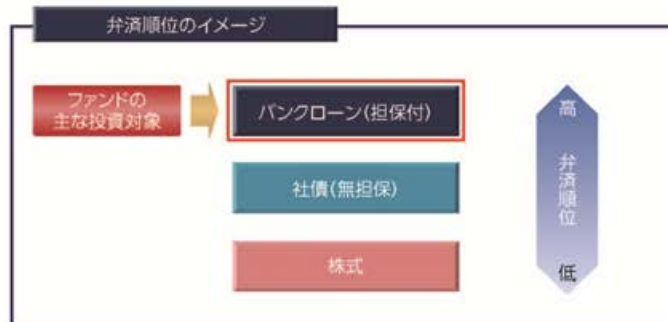 弁済順位のイメージ
ファンドの
主な投資対象
バンクローン(担保付)
社債(無担保)
株式
高
弁済順位
低